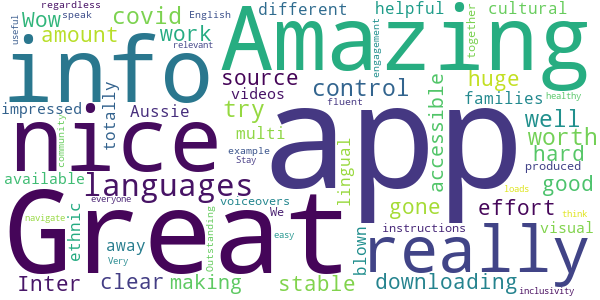 regardless
speak
English
useful
Wow
covid
amount
work
relevant
info
Amazing
different
helpful
cultural
engagement
together
source
videos
control
huge
families
accessible
impressed
Aussie
totally
try
multi
lingual
nice
app
well
worth
hard
produced
good
healthy
community
available
languages
example
Stay
fluent
voiceovers
We
everyone
gone
effort
loads
think
navigate
ethnic
Great
Outstanding
easy
blown
instructions
visual
really
away
Very
Inter
clear
making
stable
downloading
inclusivity